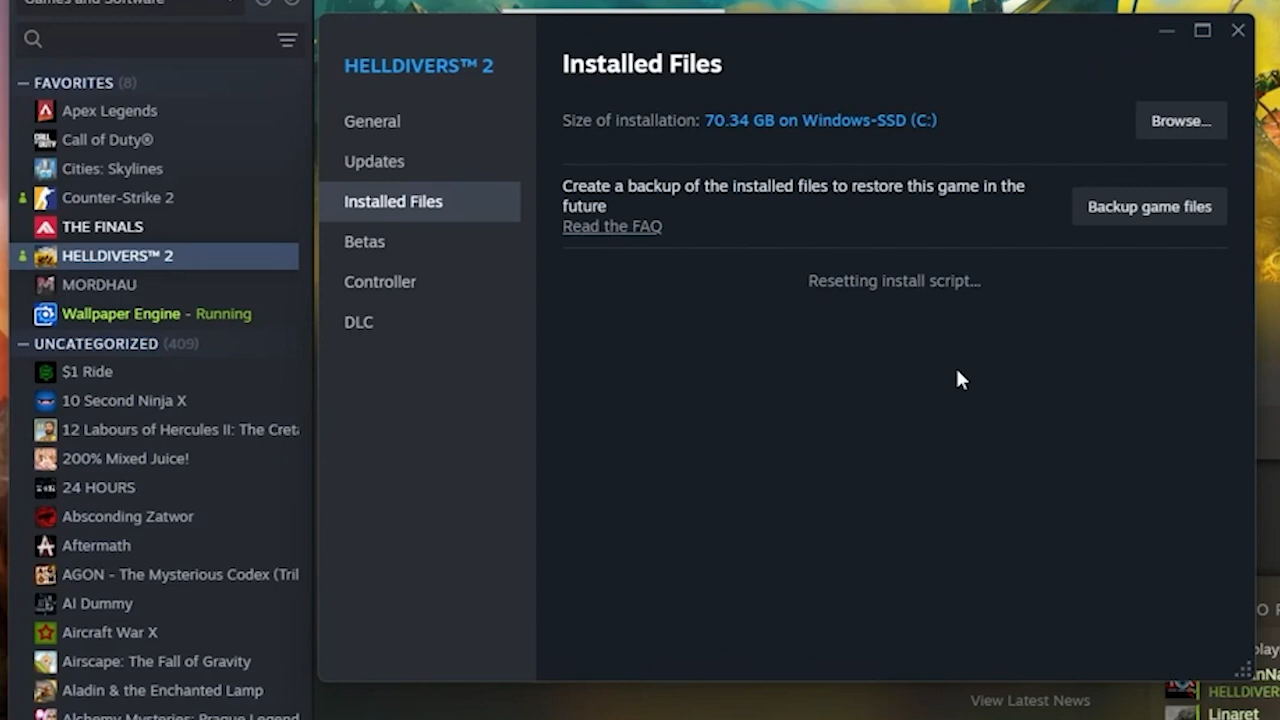 Games and Software
FAVORITES (8)
Apex Legends
Call of Duty®
Cities: Skylines
Counter-Strike 2
THE FINALS
HELLDIVERS™ 2
MORDHAU
Wallpaper Engine - Running
UNCATEGORIZED (409)
$1 Ride
10 Second Ninja X
12 Labours of Hercules II: The Creta
200% Mixed Juice!
24 HOURS
Absconding Zatwor
Aftermath
AGON - The Mysterious Codex (Tril
AI Dummy
Aircraft War X
Airscape: The Fall of Gravity
Aladin & the Enchanted Lamp
Alchemy Mysteries: Prague Legend
HELLDIVERS™ 2
General
Updates
Installed Files
Betas
Controller
DLC
Installed Files
Size of installation: 70.34 GB on Windows-SSD (C:)
Browse...
Create a backup of the installed files to restore this game in the
future
Read the FAQ
Backup game files
Resetting install script...
View Latest News
HELLDIVER
Linaret